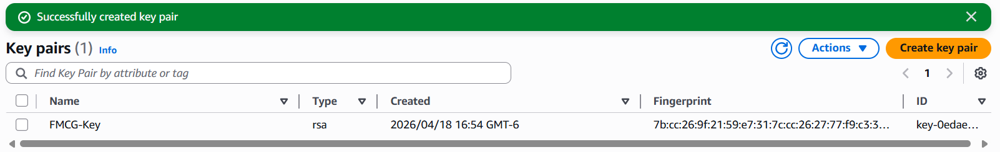 Successfully created key pair
Key pairs (1) Info
Actions
Create key pair
Find Key Pair by attribute or tag
1
Name Type Created Fingerprint ID
FMCG-Key rsa 2026/04/18 16:54 GMT-6 7b:cc:26:9f:21:59:e7:31:7c:cc:26:27:77:f9:c3:3... key-0edae...